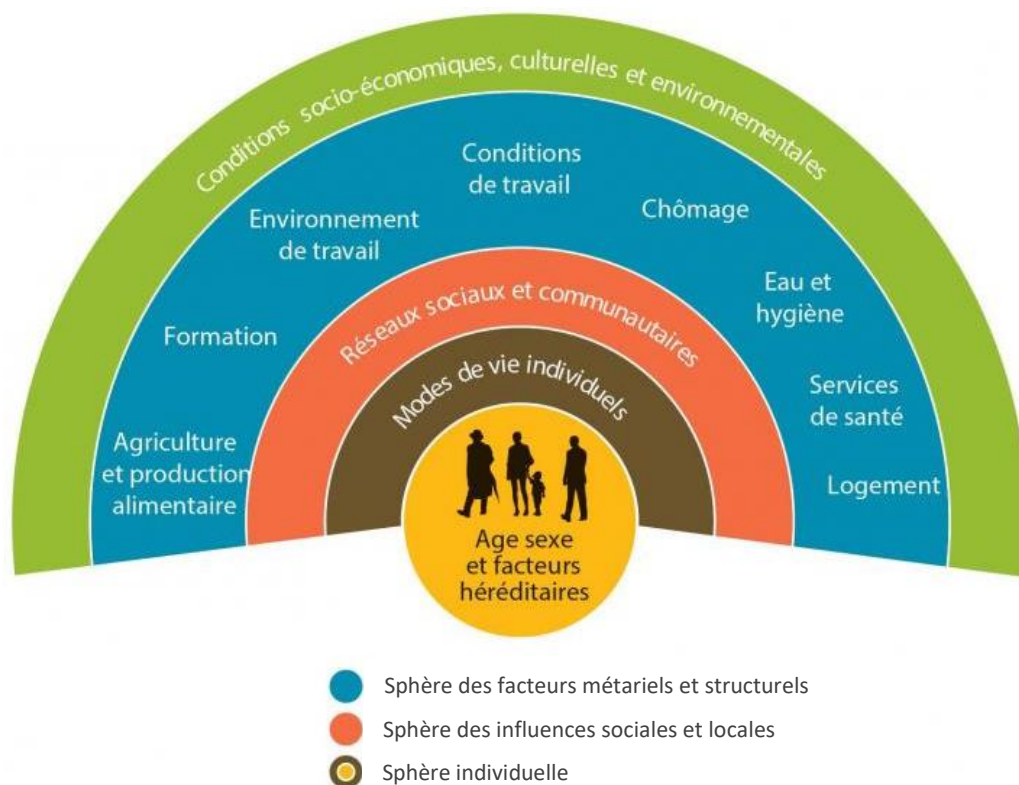 Conditions socio-économiques, culturelles et environnementales
Conditions
de travail
Environnement
de travail
Chômage
Eau et
hygiène
Formation
Réseaux sociaux et communautaires
Modes de vie individuels
Services
de santé
Agriculture
et production
alimentaire
Logement
Age sexe
et facteurs
héréditaires
Sphère des facteurs métariels et structurels
Sphère des influences sociales et locales
Sphère individuelle